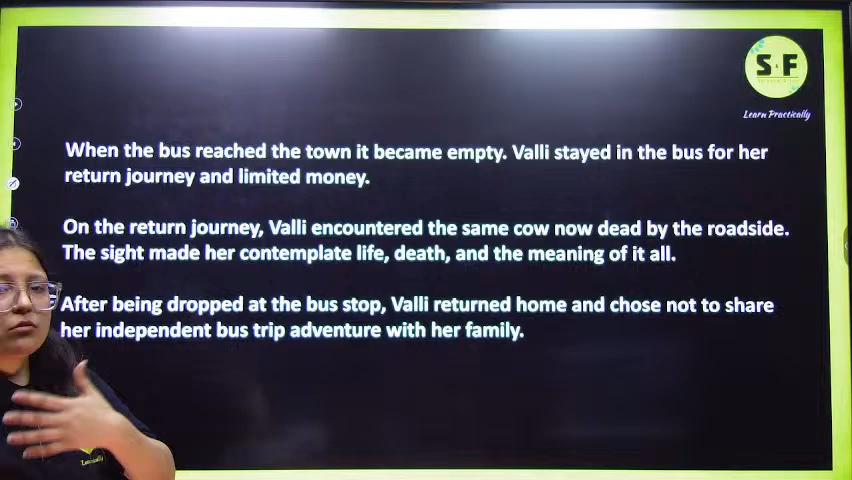 S&F
Learn Practically
When the bus reached the town it became empty. Valli stayed in the bus for her
return journey and limited money.
On the return journey, Valli encountered the same cow now dead by the roadside.
The sight made her contemplate life, death, and the meaning of it all.
After being dropped at the bus stop, Valli returned home and chose not to share
her independent bus trip adventure with her family.